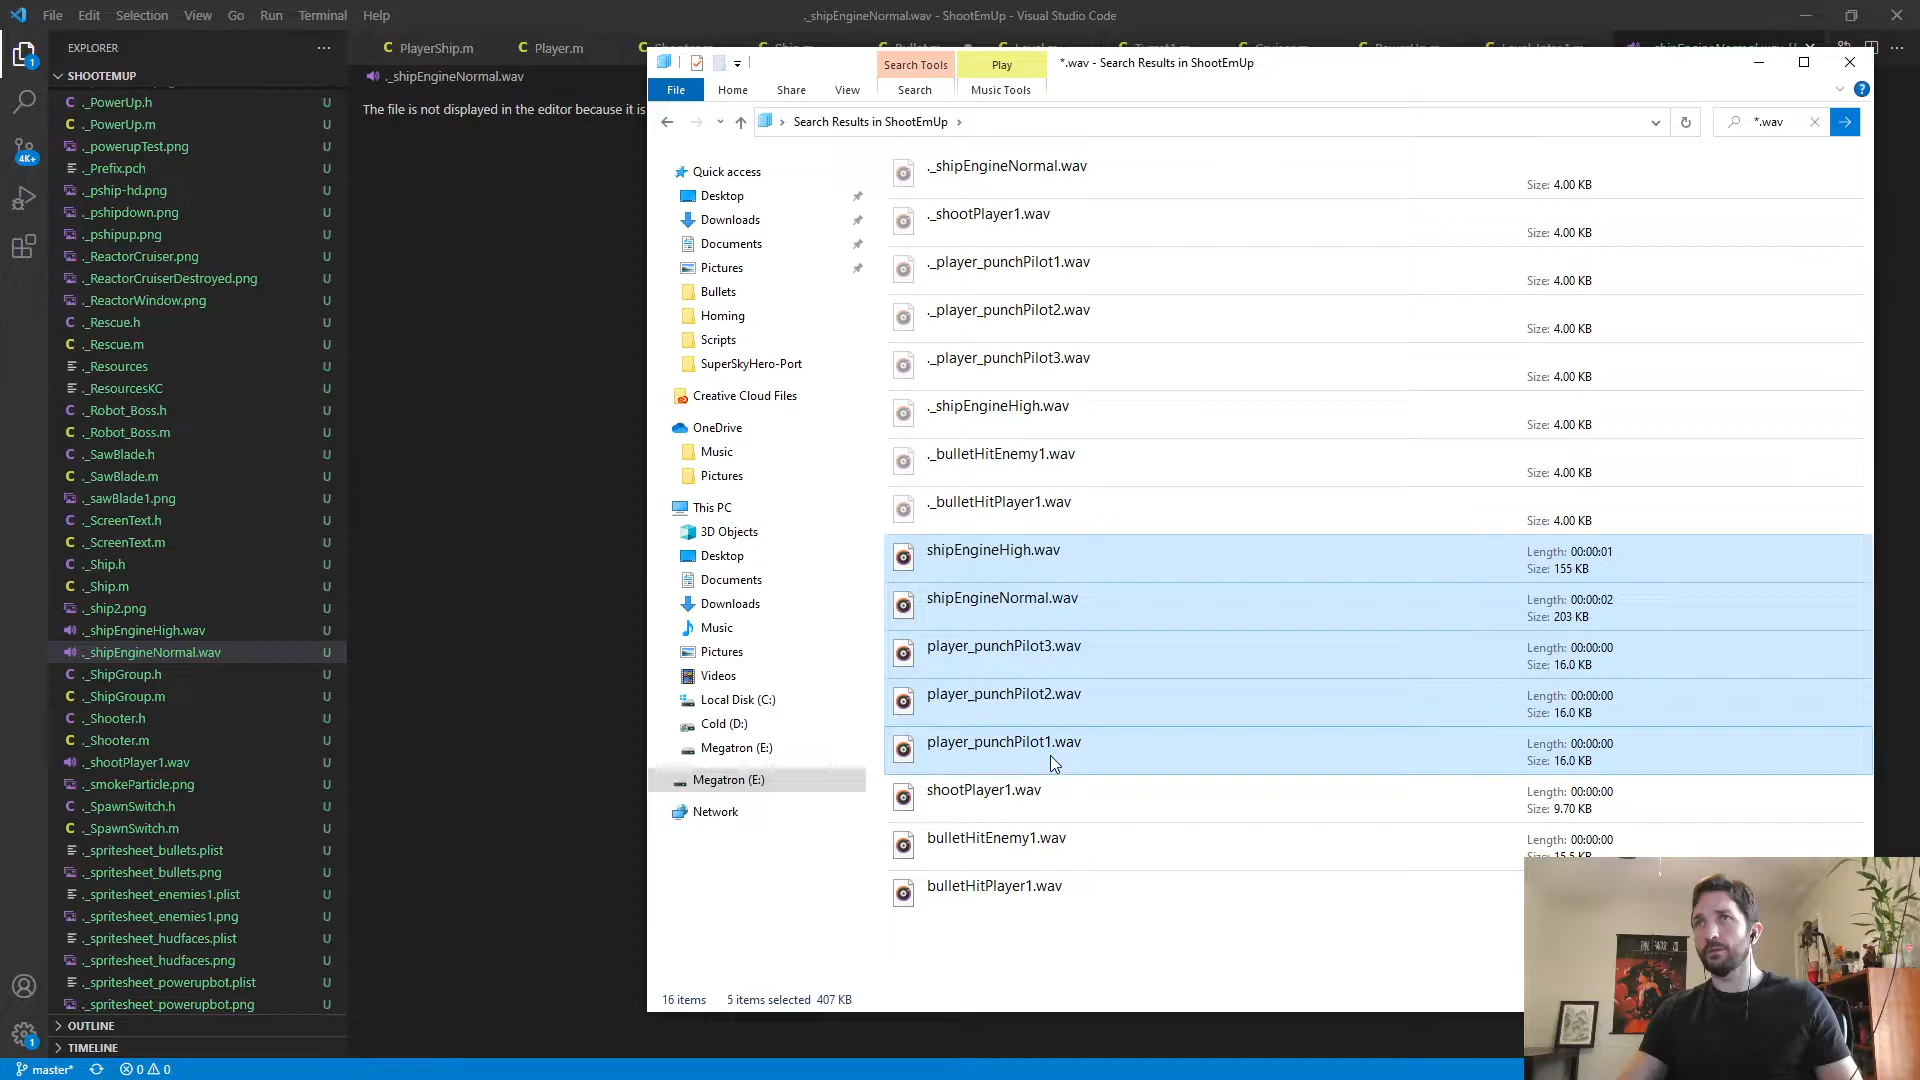 File Edit Selection View Go Run Terminal Help
._shipEngineNormal.wav - ShootEmUp - Visual Studio Code
EXPLORER
SHOOTEMUP
._PowerUp.h U
._PowerUp.m U
._powerupTest.png U
._Prefix.pch U
._pship-hd.png U
._pshipdown.png U
._pshipup.png U
._ReactorCruiser.png U
._ReactorCruiserDestroyed.png U
._ReactorWindow.png U
._Rescue.h U
._Rescue.m U
._Resources U
._ResourcesKC U
._Robot_Boss.h U
._Robot_Boss.m U
._SawBlade.h U
._SawBlade.m U
._sawBlade1.png U
._ScreenText.h U
._ScreenText.m U
._Ship.h U
._Ship.m U
._ship2.png U
._shipEngineHigh.wav U
._shipEngineNormal.wav U
._ShipGroup.h U
._ShipGroup.m U
._Shooter.h U
._Shooter.m U
._shootPlayer1.wav U
._smokeParticle.png U
._SpawnSwitch.h U
._SpawnSwitch.m U
._spritesheet_bullets.plist U
._spritesheet_bullets.png U
._spritesheet_enemies1.plist U
._spritesheet_enemies1.png U
._spritesheet_hudfaces.plist U
._spritesheet_hudfaces.png U
._spritesheet_powerupbot.plist U
._spritesheet_powerupbot.png U
OUTLINE
TIMELINE
1
4K+
1
master* 0 0
PlayerShip.m Player.m
._shipEngineNormal.wav
The file is not displayed in the editor because it is
Search Tools Play *.wav - Search Results in ShootEmUp
File Home Share View Search Music Tools
Search Results in ShootEmUp *.wav
Quick access
Desktop
Downloads
Documents
Pictures
Bullets
Homing
Scripts
SuperSkyHero-Port
Creative Cloud Files
OneDrive
Music
Pictures
This PC
3D Objects
Desktop
Documents
Downloads
Music
Pictures
Videos
Local Disk (C:)
Cold (D:)
Megatron (E:)
Megatron (E:)
Network
._shipEngineNormal.wav
Size: 4.00 KB
._shootPlayer1.wav
Size: 4.00 KB
._player_punchPilot1.wav
Size: 4.00 KB
._player_punchPilot2.wav
Size: 4.00 KB
._player_punchPilot3.wav
Size: 4.00 KB
._shipEngineHigh.wav
Size: 4.00 KB
._bulletHitEnemy1.wav
Size: 4.00 KB
._bulletHitPlayer1.wav
Size: 4.00 KB
shipEngineHigh.wav Length: 00:00:01
Size: 155 KB
shipEngineNormal.wav Length: 00:00:02
Size: 203 KB
player_punchPilot3.wav Length: 00:00:00
Size: 16.0 KB
player_punchPilot2.wav Length: 00:00:00
Size: 16.0 KB
player_punchPilot1.wav Length: 00:00:00
Size: 16.0 KB
shootPlayer1.wav Length: 00:00:00
Size: 9.70 KB
bulletHitEnemy1.wav Length: 00:00:00
Size: 15.5 KB
bulletHitPlayer1.wav
16 items 5 items selected 407 KB